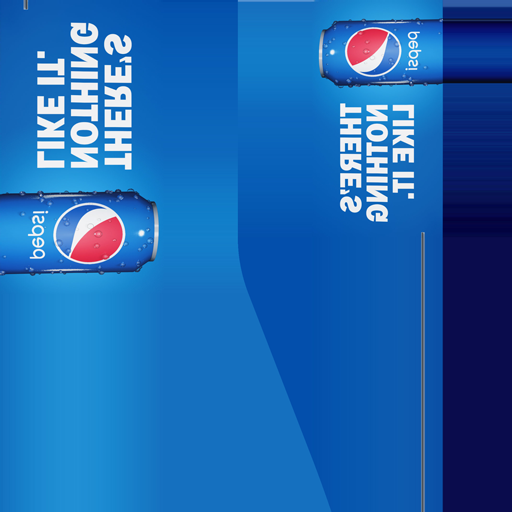 THERE'S
NOTHING
LIKE IT.
pepsi
THERE'S
NOTHING
LIKE IT.
pepsi